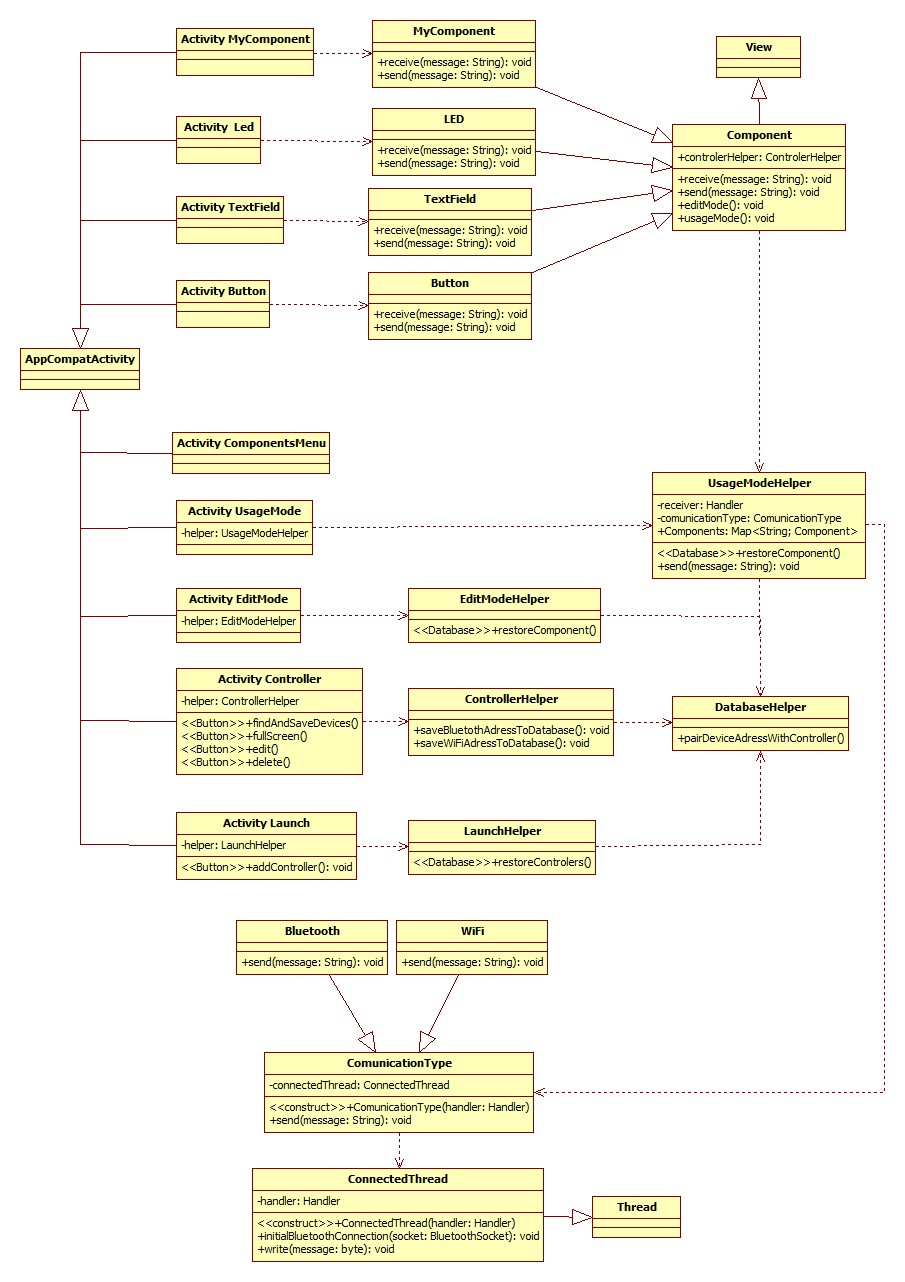 Activity MyComponent
MyComponent
+receive(message: String): void
+send(message: String): void
View
Activity  Led
LED
+receive(message: String): void
+send(message: String): void
Component
+controlerHelper: ControlerHelper
+receive(message: String): void
+send(message: String): void
+editMode(): void
+usageMode(): void
Activity TextField
TextField
+receive(message: String): void
+send(message: String): void
Activity Button
Button
+receive(message: String): void
+send(message: String): void
AppCompatActivity
Activity ComponentsMenu
Activity UsageMode
-helper: UsageModeHelper
UsageModeHelper
-receiver: Handler
-comunicationType: ComunicationType
+Components: Map<String; Component>
<<Database>>+restoreComponent()
+send(message: String): void
Activity EditMode
-helper: EditModeHelper
EditModeHelper
<<Database>>+restoreComponent()
Activity Controller
-helper: ControllerHelper
<<Button>>+findAndSaveDevices()
<<Button>>+fullScreen()
<<Button>>+edit()
<<Button>>+delete()
ControllerHelper
+saveBluetothAdressToDatabase(): void
+saveWiFiAdressToDatabase(): void
DatabaseHelper
+pairDeviceAdressWithController()
Activity Launch
-helper: LaunchHelper
<<Button>>+addController(): void
LaunchHelper
<<Database>>+restoreControlers()
Bluetooth
+send(message: String): void
WiFi
+send(message: String): void
ComunicationType
-connectedThread: ConnectedThread
<<construct>>+ComunicationType(handler: Handler)
+send(message: String): void
ConnectedThread
-handler: Handler
<<construct>>+ConnectedThread(handler: Handler)
+initialBluetoothConnection(socket: BluetoothSocket): void
+write(message: byte): void
Thread